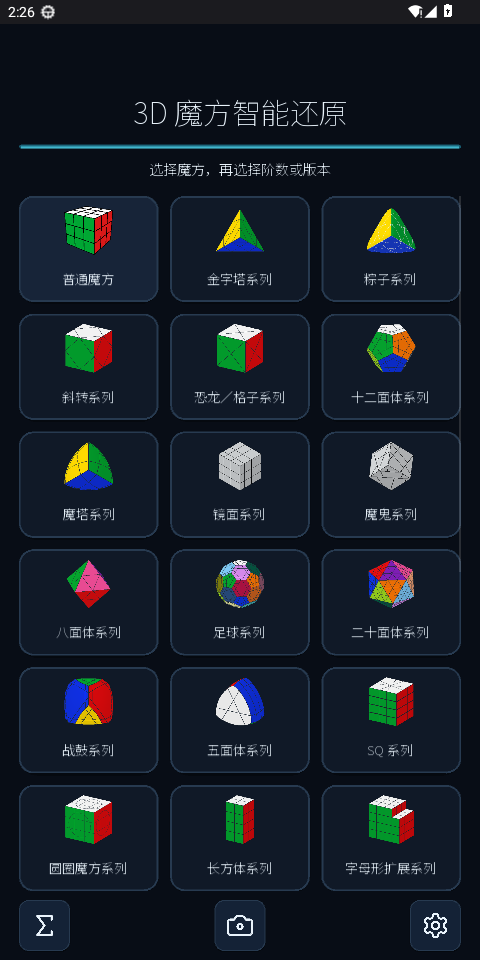 2:26
3D 魔方智能还原
选择魔方，再选择阶数或版本
普通魔方
金字塔系列
粽子系列
斜转系列
恐龙／格子系列
十二面体系列
魔塔系列
镜面系列
魔鬼系列
八面体系列
足球系列
二十面体系列
战鼓系列
五面体系列
SQ 系列
圆圈魔方系列
长方体系列
字母形扩展系列
Σ